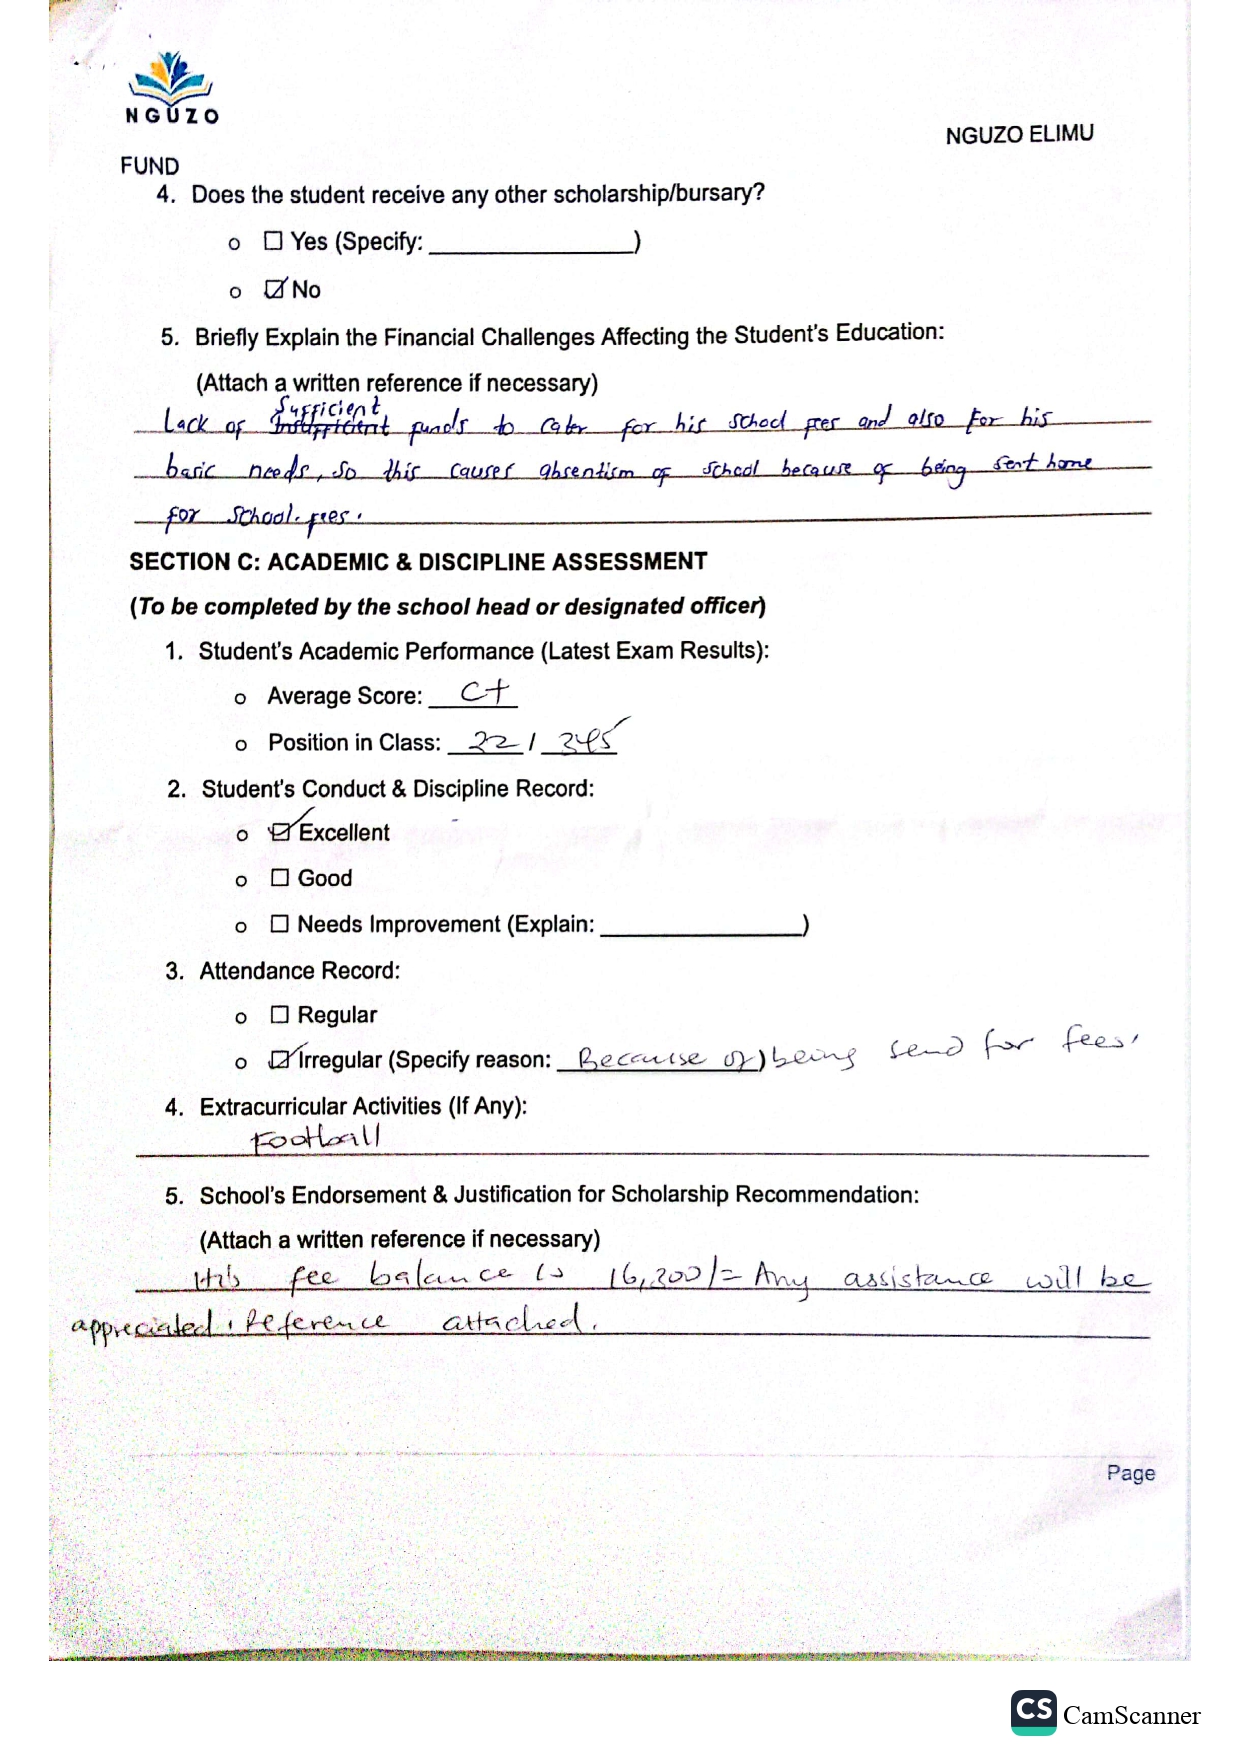 NGUZO
NGUZO ELIMU
FUND
4. Does the student receive any other scholarship/bursary?
o ☐ Yes (Specify: _______________)
o ☑ No
5. Briefly Explain the Financial Challenges Affecting the Student's Education:
(Attach a written reference if necessary)
Sufficient
Lack of Insufficient funds to cater for his school fees and also for his
basic needs, so this causes absentism of school because of being sent home
for school. fees.
SECTION C: ACADEMIC & DISCIPLINE ASSESSMENT
(To be completed by the school head or designated officer)
1. Student's Academic Performance (Latest Exam Results):
o Average Score: C+
o Position in Class: 22 / 345
2. Student's Conduct & Discipline Record:
o ☑ Excellent
o ☐ Good
o ☐ Needs Improvement (Explain: _______________)
3. Attendance Record:
o ☐ Regular
o ☑ Irregular (Specify reason: Because of) being send for fees.
4. Extracurricular Activities (If Any):
Football
5. School's Endorsement & Justification for Scholarship Recommendation:
(Attach a written reference if necessary)
His fee balance is 16,200/= Any assistance will be
appreciated. Reference attached.
Page
CS CamScanner